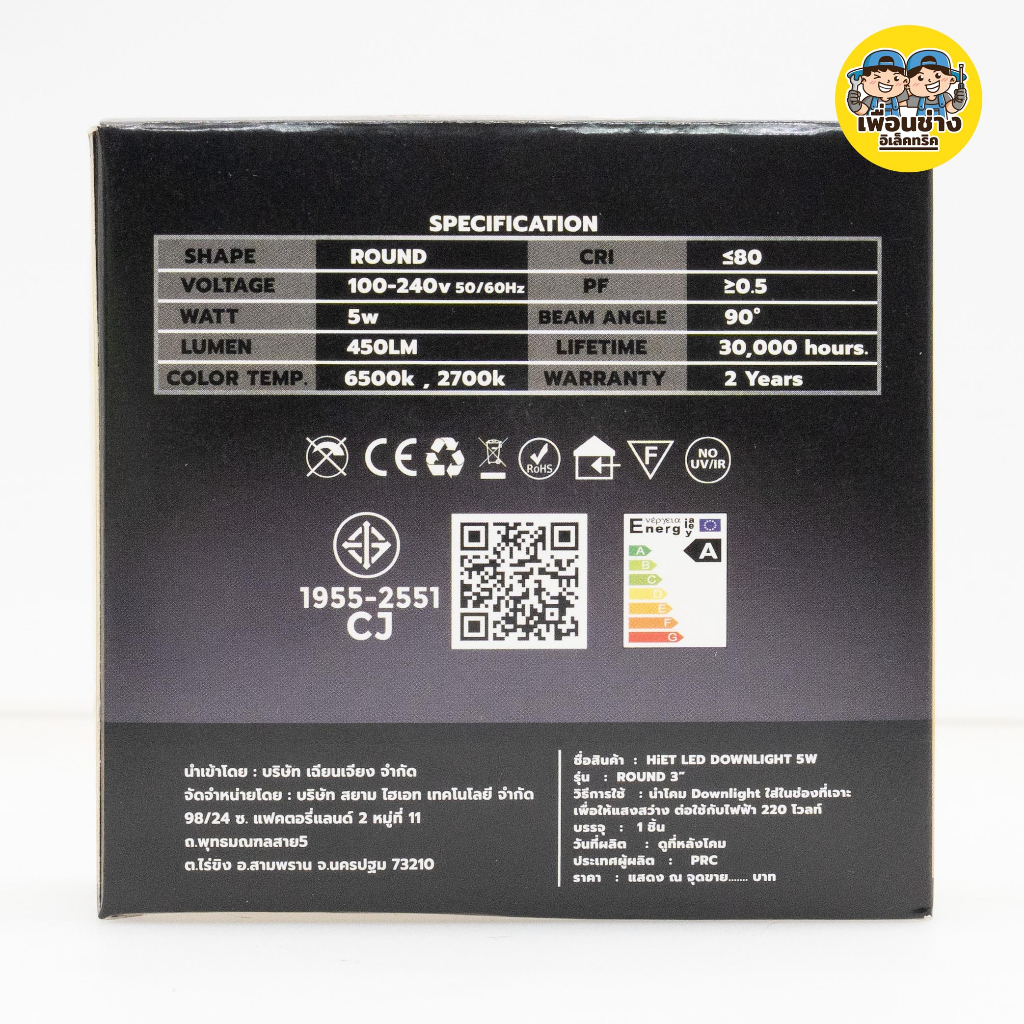 เพื่อนช่าง
อิเล็คทริค
SPECIFICATION
SHAPE ROUND CRI ≤80
VOLTAGE 100-240v 50/60Hz PF ≥0.5
WATT 5w BEAM ANGLE 90°
LUMEN 450LM LIFETIME 30,000 hours.
COLOR TEMP. 6500k , 2700k WARRANTY 2 Years
CE RoHS F NO
UV/IR
1955-2551
CJ
Energ
ενέργεια
ia
ie
y
A
A
B
C
D
E
F
G
นำเข้าโดย : บริษัท เฉียนเจียง จำกัด
จัดจำหน่ายโดย : บริษัท สยาม ไฮเอท เทคโนโลยี จำกัด
98/24 ซ. แฟคตอรี่แลนด์ 2 หมู่ที่ 11
ถ.พุทธมณฑลสาย5
ต.ไร่ขิง อ.สามพราน จ.นครปฐม 73210
ชื่อสินค้า : HiET LED DOWNLIGHT 5W
รุ่น : ROUND 3"
วิธีการใช้ : นำโคม Downlight ใส่ในช่องที่เจาะ
เพื่อให้แสงสว่าง ต่อใช้กับไฟฟ้า 220 โวลท์
บรรจุ : 1 ชิ้น
วันที่ผลิต : ดูที่หลังโคม
ประเทศผู้ผลิต : PRC
ราคา : แสดง ณ จุดขาย....... บาท